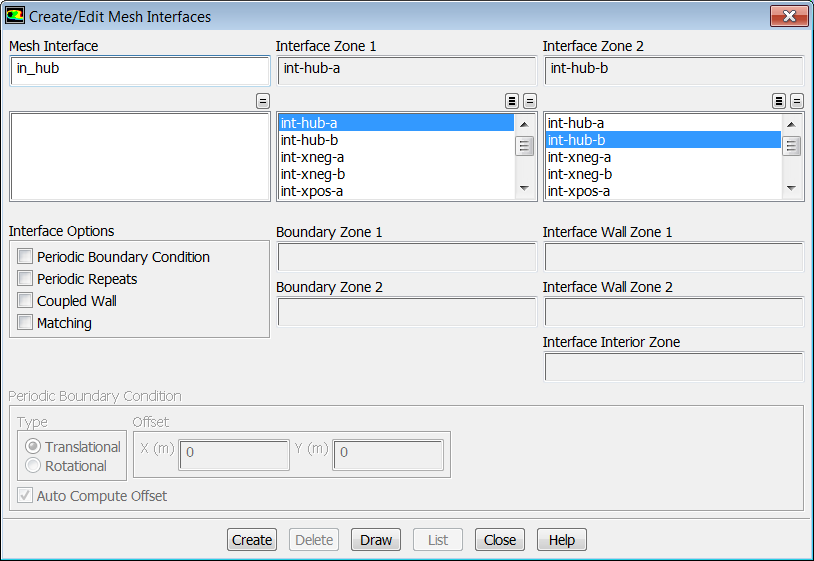 Create/Edit Mesh Interfaces
Mesh Interface Interface Zone 1 Interface Zone 2
in_hub int-hub-a int-hub-b
int-hub-a int-hub-a
int-hub-b int-hub-b
int-xneg-a int-xneg-a
int-xneg-b int-xneg-b
int-xpos-a int-xpos-a
Interface Options Boundary Zone 1 Interface Wall Zone 1
Periodic Boundary Condition
Periodic Repeats
Boundary Zone 2 Interface Wall Zone 2
Coupled Wall
Matching
Interface Interior Zone
Periodic Boundary Condition
Type Offset
Translational X (m) 0 Y (m) 0
Rotational
Auto Compute Offset
Create Delete Draw List Close Help